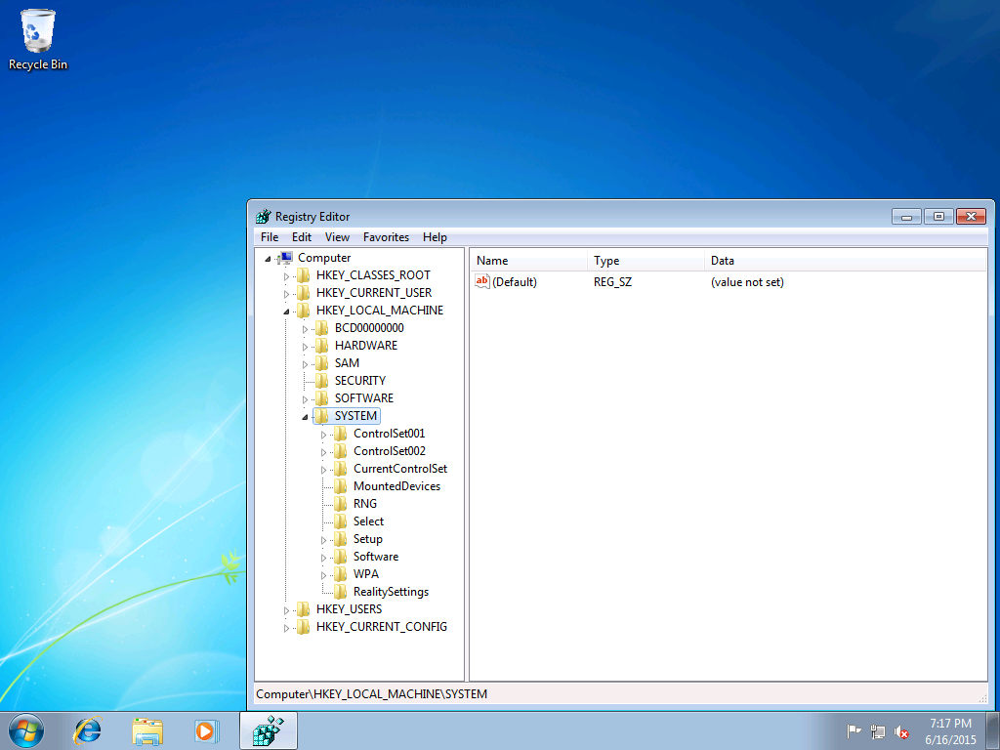 Recycle Bin
Registry Editor
File Edit View Favorites Help
Computer
HKEY_CLASSES_ROOT
HKEY_CURRENT_USER
HKEY_LOCAL_MACHINE
BCD00000000
HARDWARE
SAM
SECURITY
SOFTWARE
SYSTEM
ControlSet001
ControlSet002
CurrentControlSet
MountedDevices
RNG
Select
Setup
Software
WPA
RealitySettings
HKEY_USERS
HKEY_CURRENT_CONFIG
Name Type Data
ab (Default) REG_SZ (value not set)
Computer\HKEY_LOCAL_MACHINE\SYSTEM
7:17 PM
6/16/2015